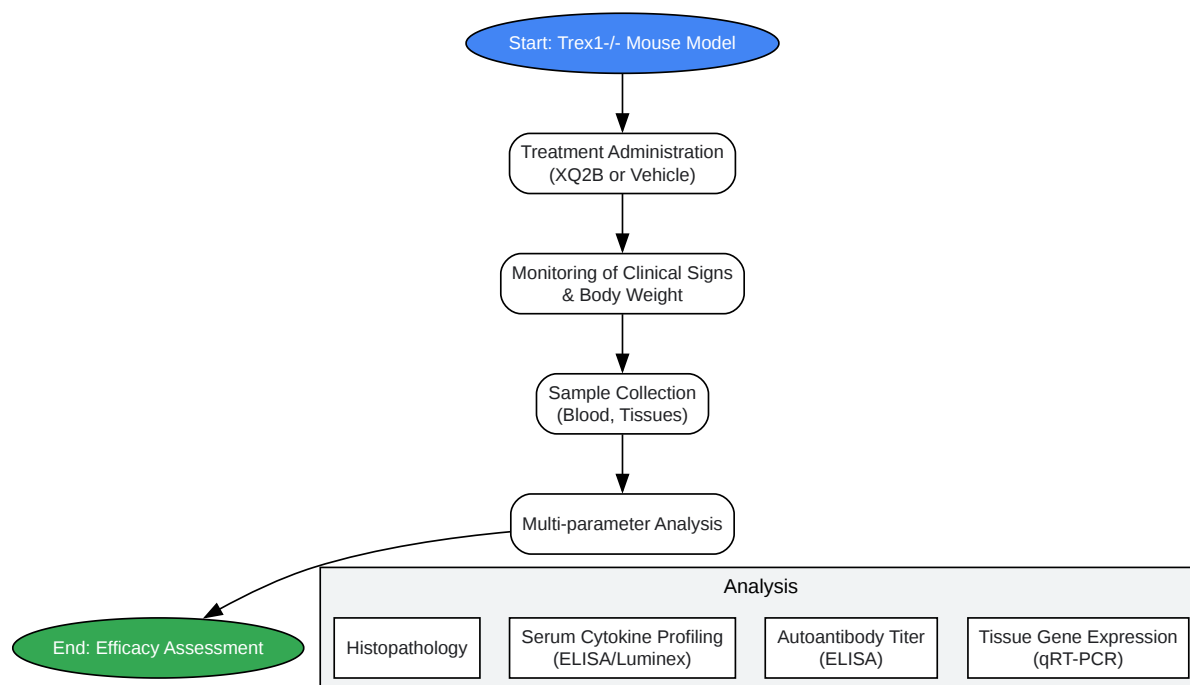 Start: Trex1-/- Mouse Model
Treatment Administration
(XQ2B or Vehicle)
Monitoring of Clinical Signs
& Body Weight
Sample Collection
(Blood, Tissues)
Multi-parameter Analysis
Analysis
End: Efficacy Assessment
Histopathology
Serum Cytokine Profiling
(ELISA/Luminex)
Autoantibody Titer
(ELISA)
Tissue Gene Expression
(qRT-PCR)